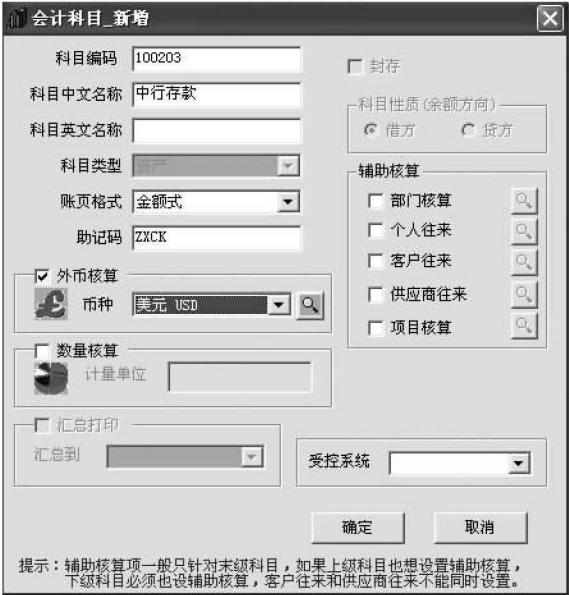 会计科目_新增
科目编码 100203
封存
科目中文名称 中行存款
科目性质(余额方向)
借方 贷方
科目英文名称
科目类型 资产
辅助核算
账页格式 金额式
部门核算
个人往来
助记码 ZXCK
客户往来
外币核算
币种 美元 USD
供应商往来
项目核算
数量核算
计量单位
汇总打印
汇总到
受控系统
确定 取消
提示：辅助核算项一般只针对末级科目，如果上级科目也想设置辅助核算，
下级科目必须也设辅助核算，客户往来和供应商往来不能同时设置。